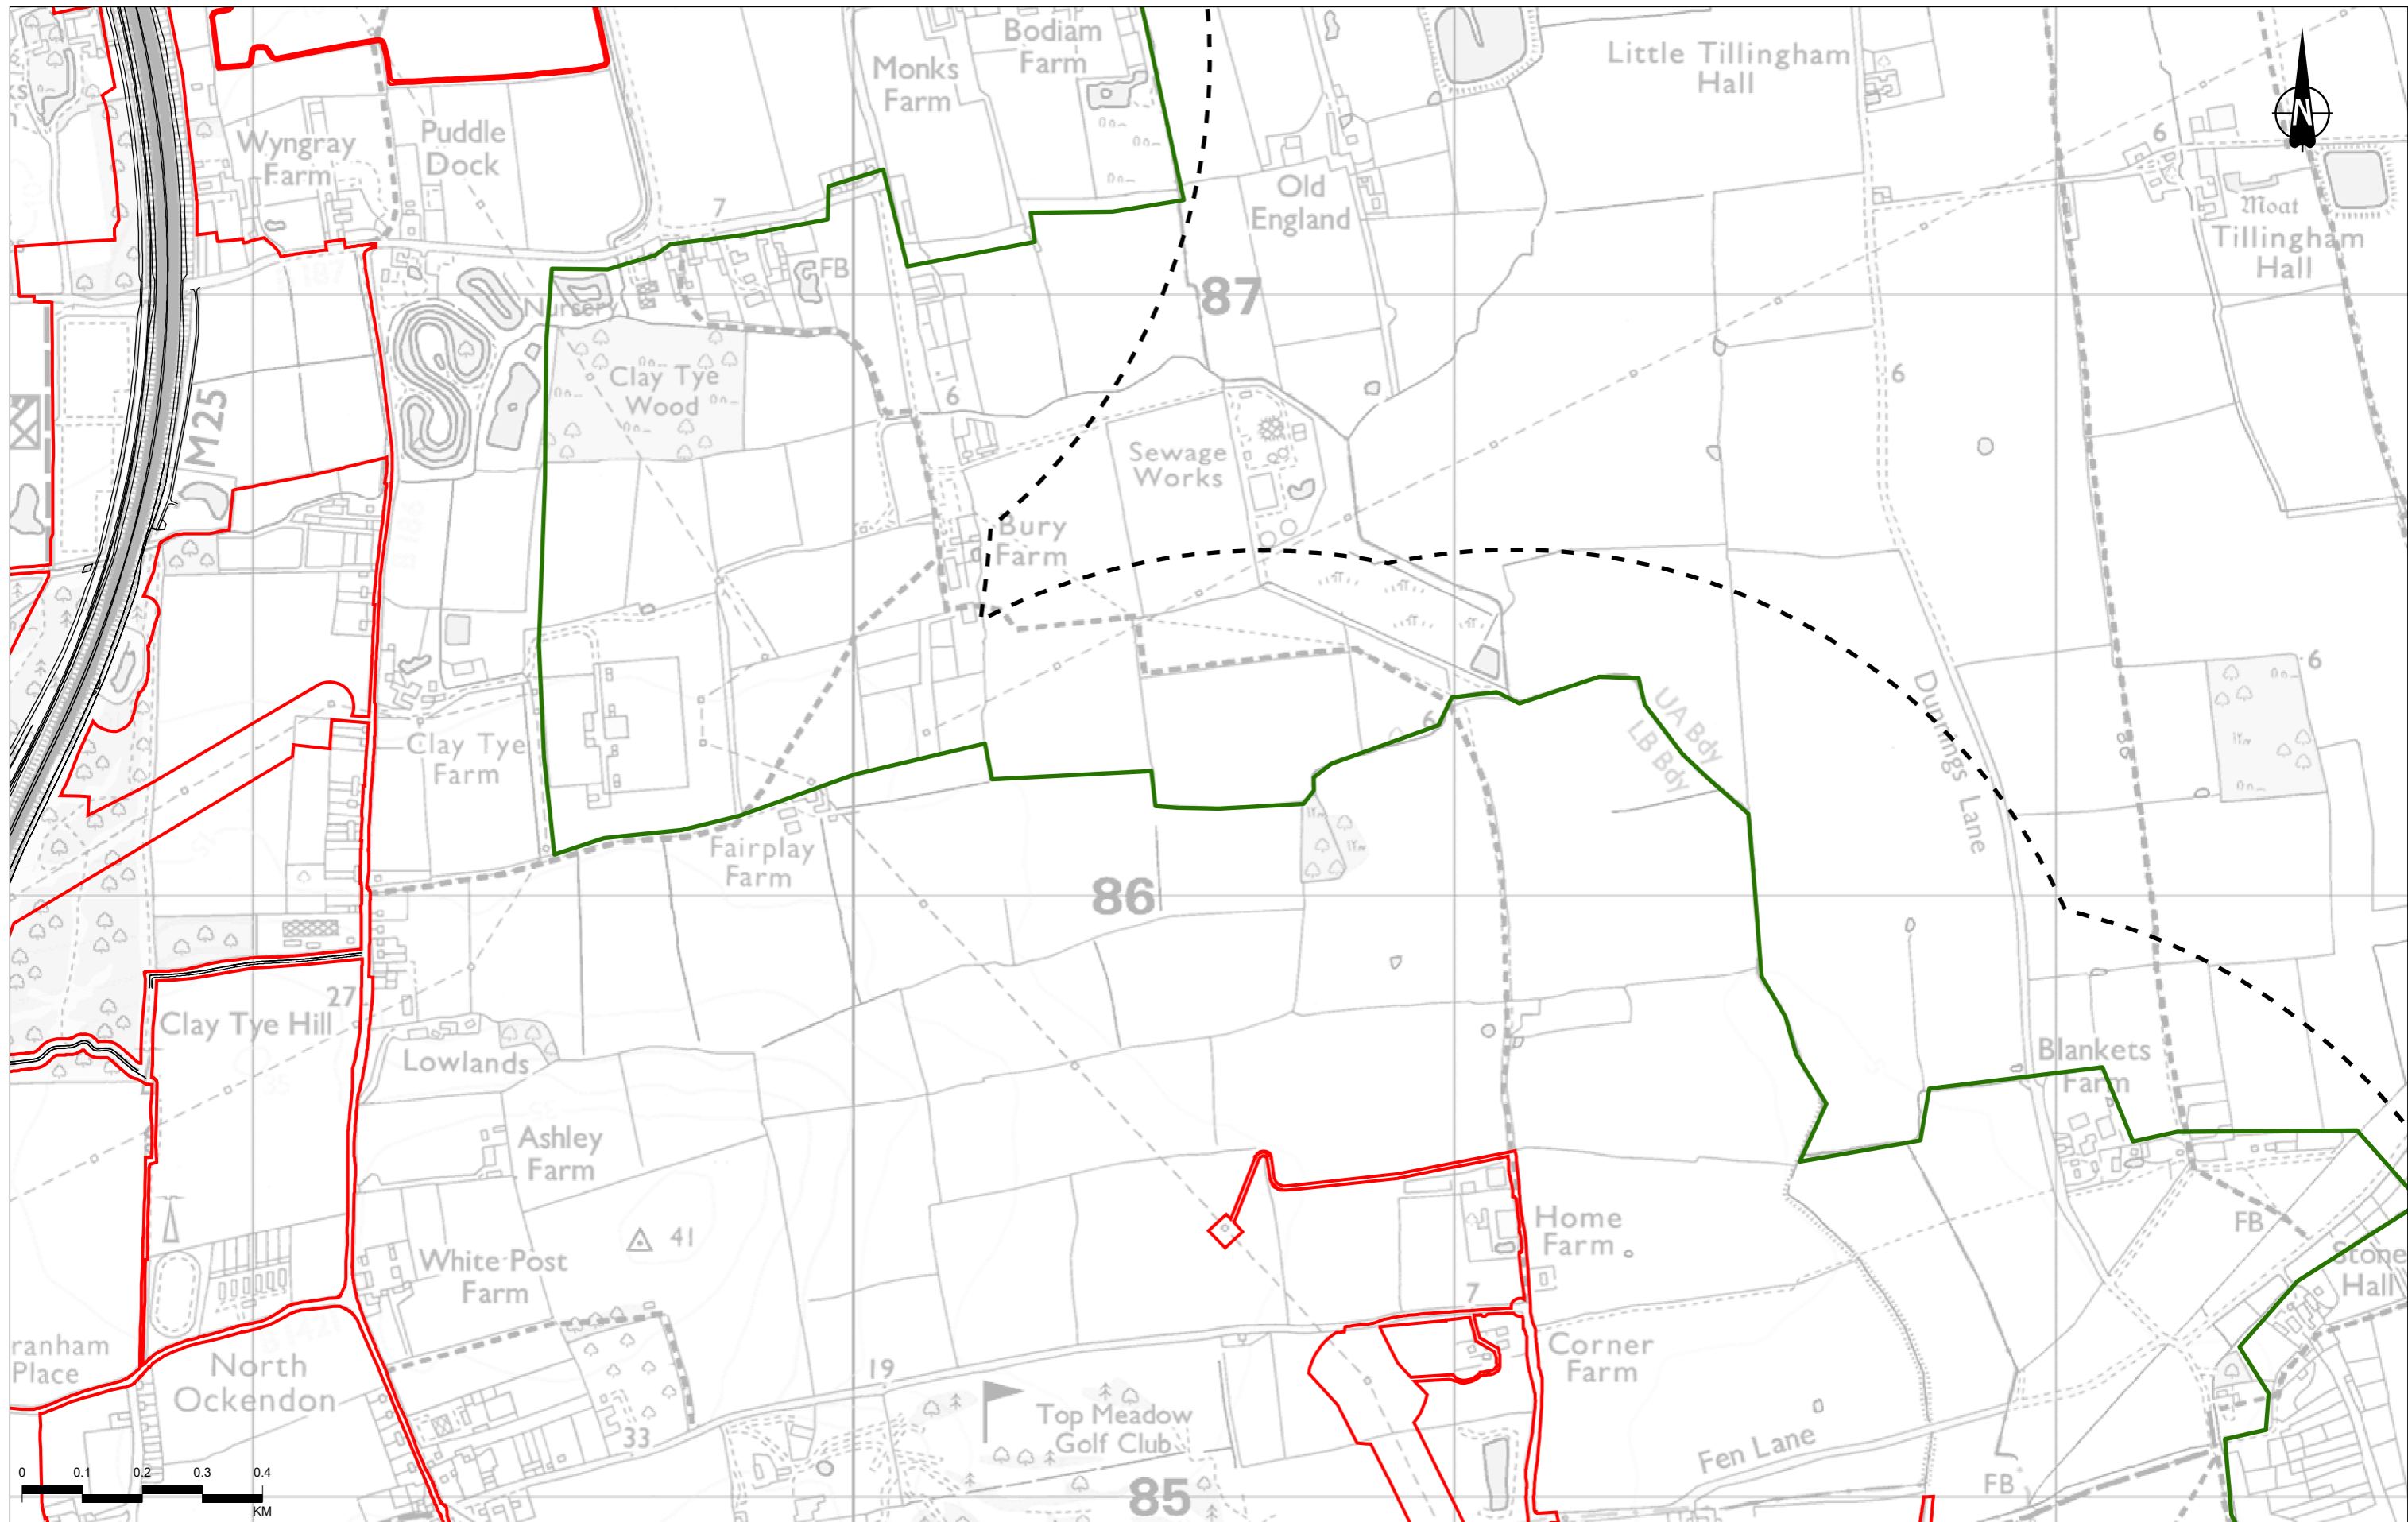 Bodiam
Farm
Monks
Farm
Little Tillingham
Hall
N
Wyngray
Farm
Puddle
Dock
6
7
Old
England
Moat
Tillingham
Hall
FB
Nursery
87
Clay Tye
Wood
6
6
M25
Sewage
Works
Bury
Farm
6
UA Bdy
LB Bdy
6
Dunnings Lane
Clay Tye
Farm
Fairplay
Farm
86
27
Clay Tye Hill
Lowlands
Blankets
Farm
Ashley
Farm
41
White Post
Farm
Home
Farm
FB
Stone
Hall
7
ranham
Place
North
Ockendon
19
Corner
Farm
Top Meadow
Golf Club
33
Fen Lane
FB
85
0 0.1 0.2 0.3 0.4
KM